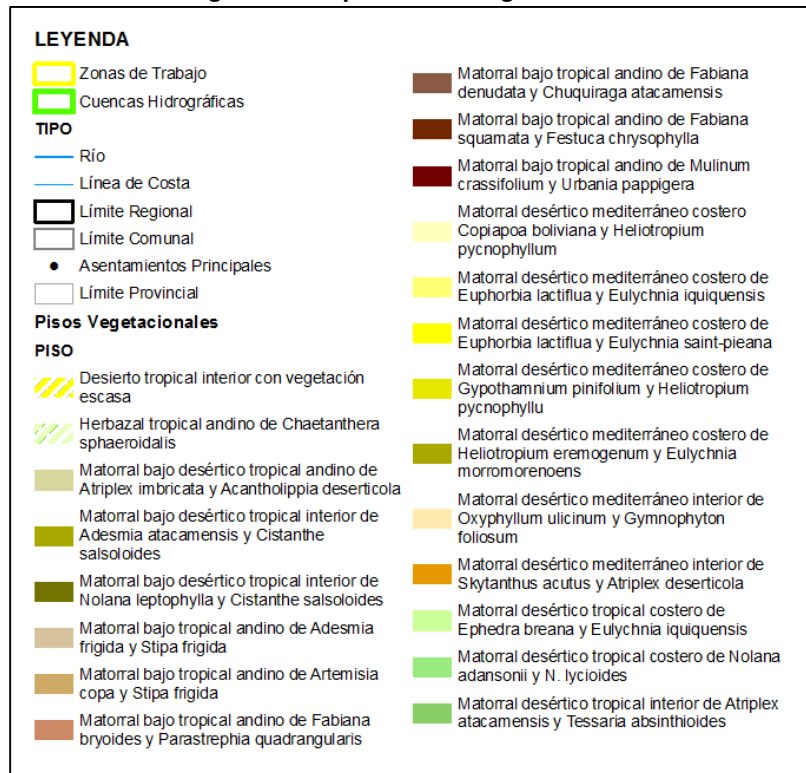 LEYENDA
Zonas de Trabajo
Cuencas Hidrográficas
TIPO
Río
Línea de Costa
Límite Regional
Límite Comunal
Asentamientos Principales
Límite Provincial
Pisos Vegetacionales
PISO
Desierto tropical interior con vegetación
escasa
Herbazal tropical andino de Chaetanthera
sphaeroidalis
Matorral bajo desértico tropical andino de
Atriplex imbricata y Acantholippia deserticola
Matorral bajo desértico tropical interior de
Adesmia atacamensis y Cistanthe
salsoloides
Matorral bajo desértico tropical interior de
Nolana leptophylla y Cistanthe salsoloides
Matorral bajo tropical andino de Adesmia
frigida y Stipa frigida
Matorral bajo tropical andino de Artemisia
copa y Stipa frigida
Matorral bajo tropical andino de Fabiana
bryoides y Parastrephia quadrangularis
Matorral bajo tropical andino de Fabiana
denudata y Chuquiraga atacamensis
Matorral bajo tropical andino de Fabiana
squamata y Festuca chrysophylla
Matorral bajo tropical andino de Mulinum
crassifolium y Urbania pappigera
Matorral desértico mediterráneo costero
Copiapoa boliviana y Heliotropium
pycnophyllum
Matorral desértico mediterráneo costero de
Euphorbia lactiflua y Eulychnia iquiquensis
Matorral desértico mediterráneo costero de
Euphorbia lactiflua y Eulychnia saint-pieana
Matorral desértico mediterráneo costero de
Gypothamnium pinifolium y Heliotropium
pycnophyllu
Matorral desértico mediterráneo costero de
Heliotropium eremogenum y Eulychnia
morromorenoens
Matorral desértico mediterráneo interior de
Oxyphyllum ulicinum y Gymnophyton
foliosum
Matorral desértico mediterráneo interior de
Skytanthus acutus y Atriplex deserticola
Matorral desértico tropical costero de
Ephedra breana y Eulychnia iquiquensis
Matorral desértico tropical costero de Nolana
adansonii y N. lycioides
Matorral desértico tropical interior de Atriplex
atacamensis y Tessaria absinthioides